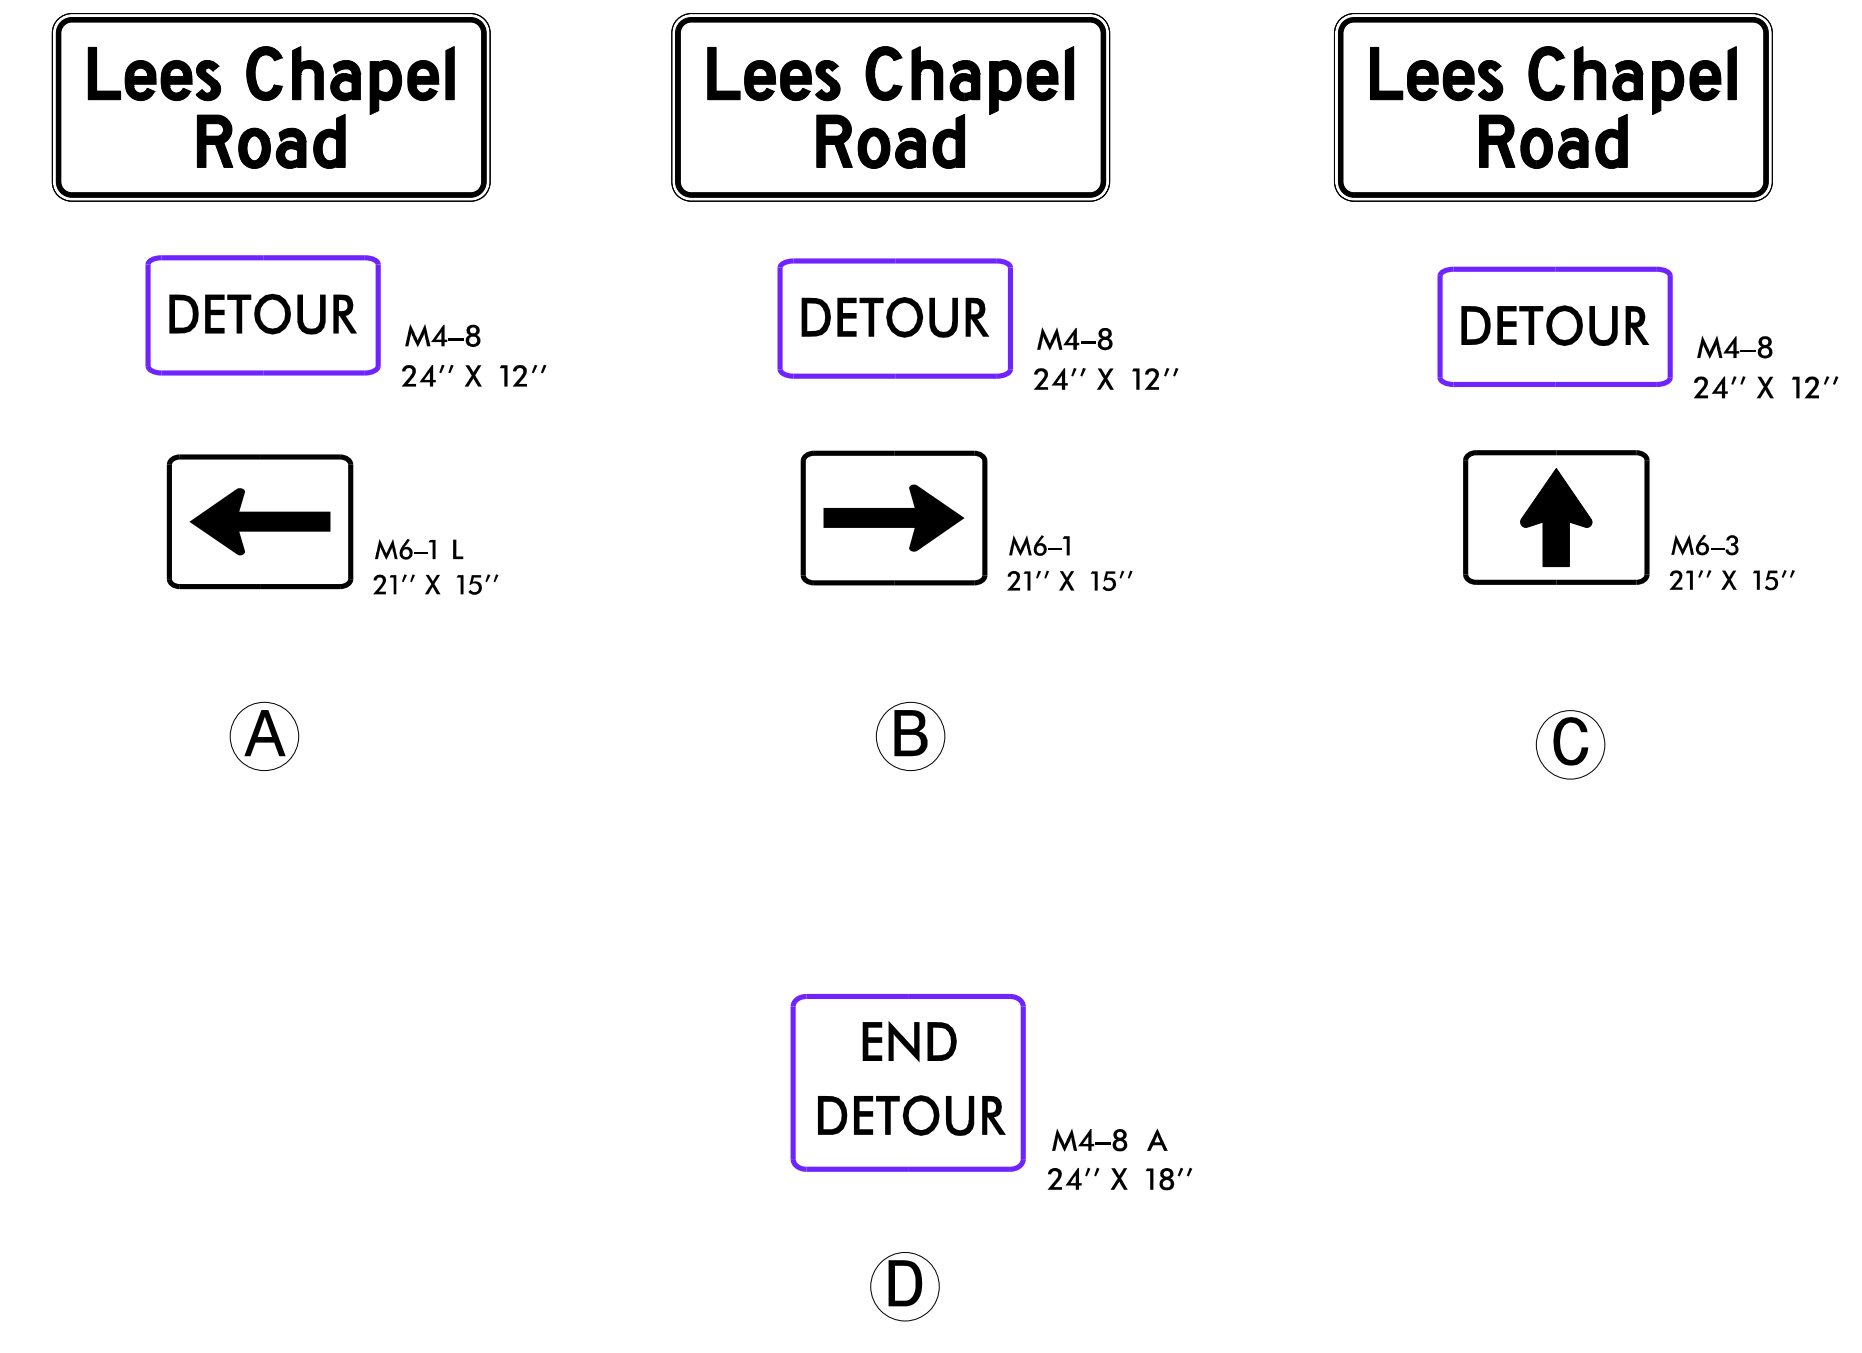 Lees Chapel
Road
DETOUR
M4–8
24'' X 12''
M6–1 L
21'' X 15''
A
Lees Chapel
Road
DETOUR
M4–8
24'' X 12''
M6–1
21'' X 15''
B
Lees Chapel
Road
DETOUR
M4–8
24'' X 12''
M6–3
21'' X 15''
C
END
DETOUR
M4–8 A
24'' X 18''
D